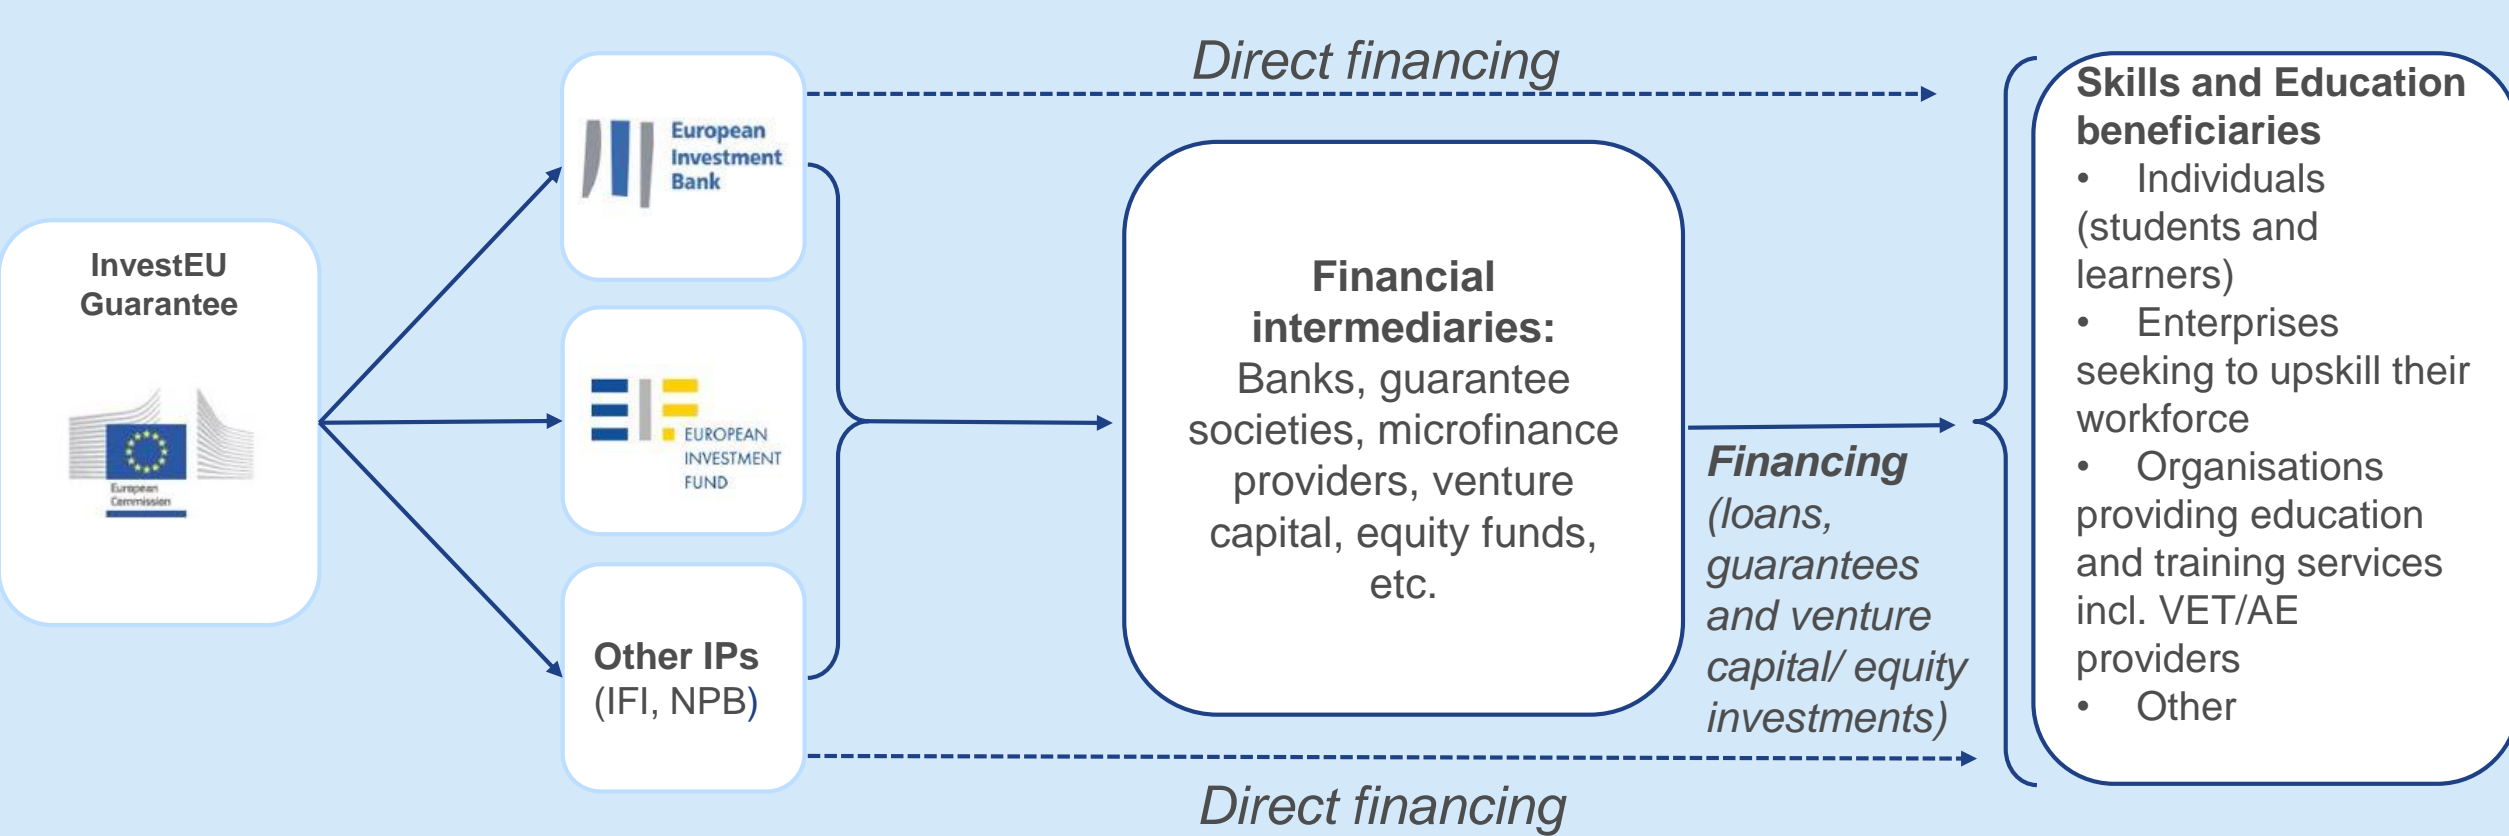 InvestEU
Guarantee
European
Commission
European
Investment
Bank
EUROPEAN
INVESTMENT
FUND
Other IPs
(IFI, NPB)
Direct financing
Financial
intermediaries:
Banks, guarantee
societies, microfinance
providers, venture
capital, equity funds,
etc.
Direct financing
Financing
(loans,
guarantees
and venture
capital/ equity
investments)
Skills and Education
beneficiaries
• Individuals
(students and
learners)
• Enterprises
seeking to upskill their
workforce
• Organisations
providing education
and training services
incl. VET/AE
providers
• Other